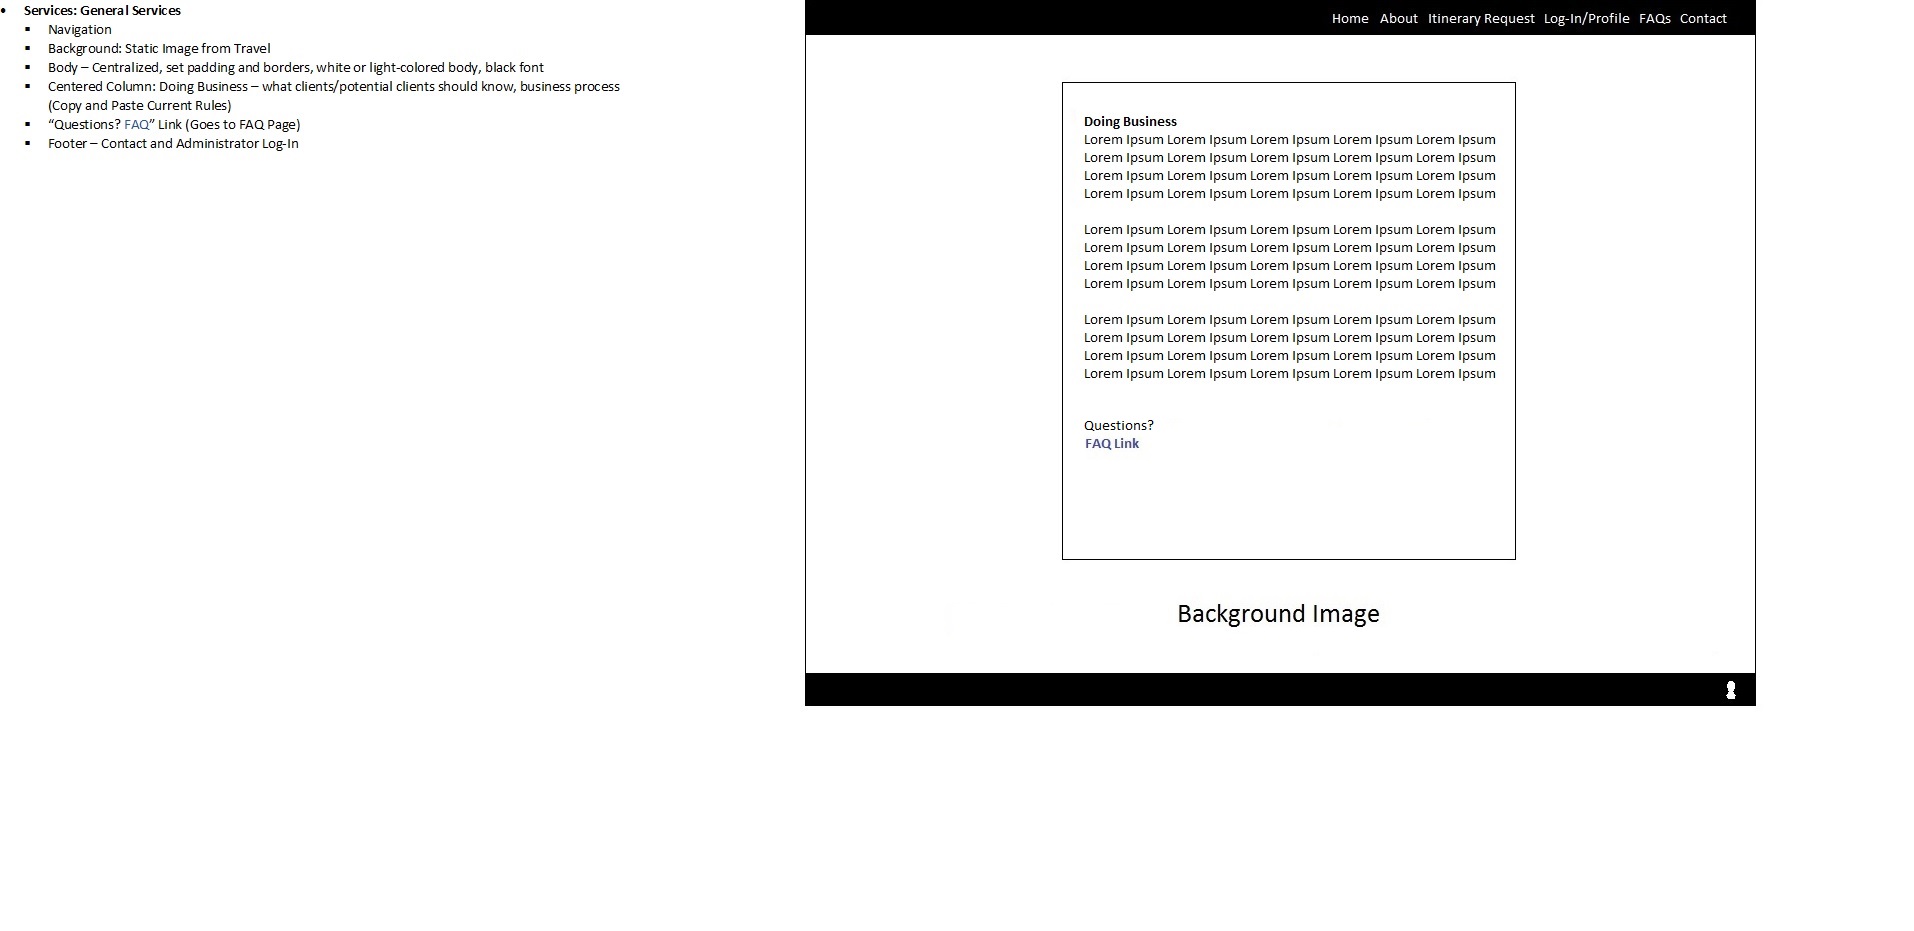 • Services: General Services
▪ Navigation
▪ Background: Static Image from Travel
▪ Body – Centralized, set padding and borders, white or light-colored body, black font
▪ Centered Column: Doing Business – what clients/potential clients should know, business process
(Copy and Paste Current Rules)
▪ “Questions? FAQ” Link (Goes to FAQ Page)
▪ Footer – Contact and Administrator Log-In
Home About Itinerary Request Log-In/Profile FAQs Contact
Doing Business
Lorem Ipsum Lorem Ipsum Lorem Ipsum Lorem Ipsum Lorem Ipsum
Lorem Ipsum Lorem Ipsum Lorem Ipsum Lorem Ipsum Lorem Ipsum
Lorem Ipsum Lorem Ipsum Lorem Ipsum Lorem Ipsum Lorem Ipsum
Lorem Ipsum Lorem Ipsum Lorem Ipsum Lorem Ipsum Lorem Ipsum
Lorem Ipsum Lorem Ipsum Lorem Ipsum Lorem Ipsum Lorem Ipsum
Lorem Ipsum Lorem Ipsum Lorem Ipsum Lorem Ipsum Lorem Ipsum
Lorem Ipsum Lorem Ipsum Lorem Ipsum Lorem Ipsum Lorem Ipsum
Lorem Ipsum Lorem Ipsum Lorem Ipsum Lorem Ipsum Lorem Ipsum
Lorem Ipsum Lorem Ipsum Lorem Ipsum Lorem Ipsum Lorem Ipsum
Lorem Ipsum Lorem Ipsum Lorem Ipsum Lorem Ipsum Lorem Ipsum
Lorem Ipsum Lorem Ipsum Lorem Ipsum Lorem Ipsum Lorem Ipsum
Lorem Ipsum Lorem Ipsum Lorem Ipsum Lorem Ipsum Lorem Ipsum
Questions?
FAQ Link
Background Image